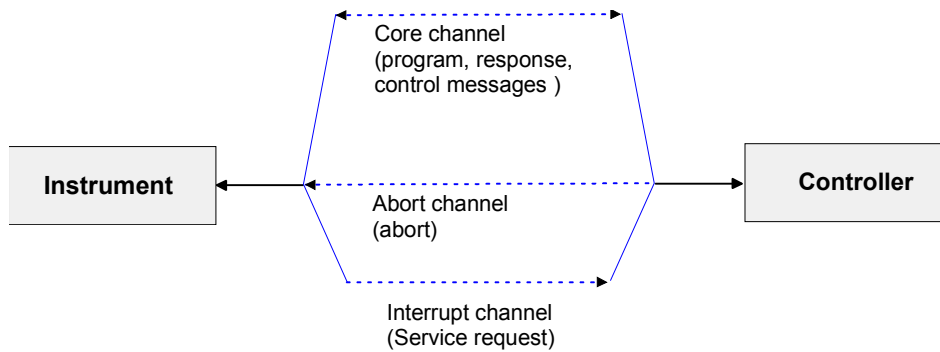 Core channel
(program, response,
control messages )
Instrument
Controller
Abort channel
(abort)
Interrupt channel
(Service request)